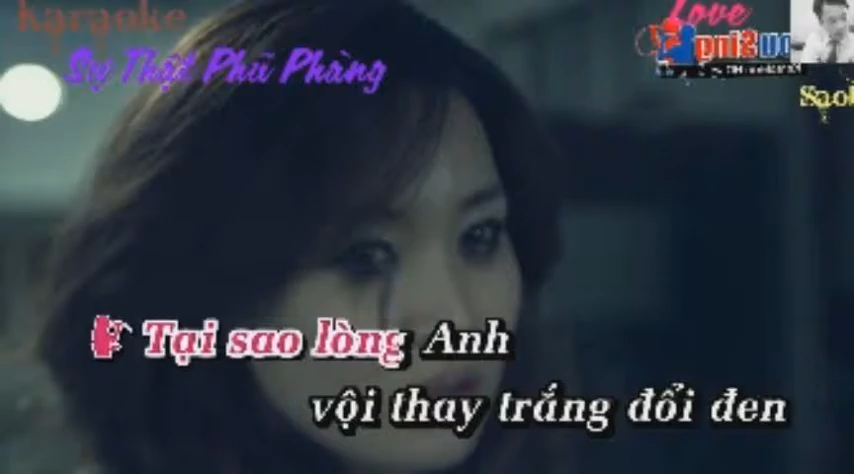 karaoke
Love
Sự Thật Phũ Phàng
Tại sao lòng Anh
vội thay trắng đổi đen